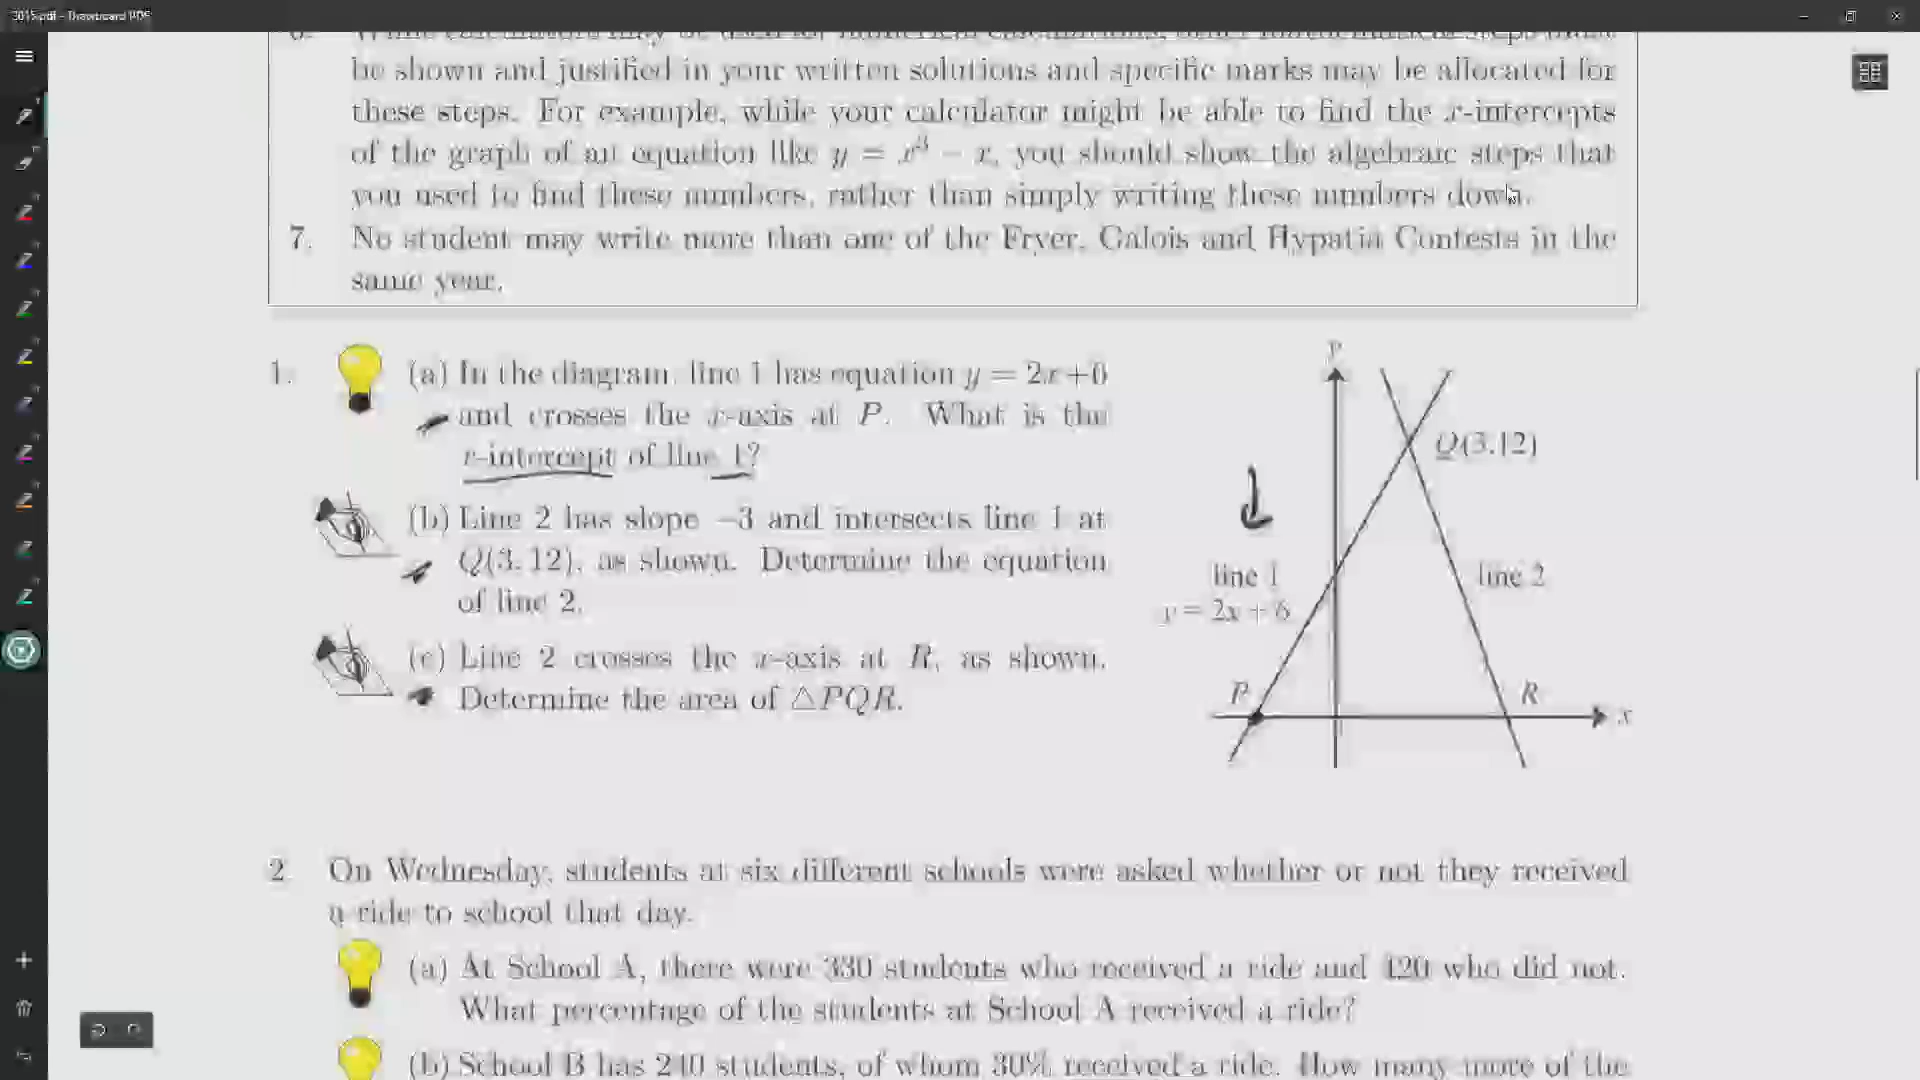 2015.pdf - Drawboard PDF
be shown and justified in your written solutions and specific marks may be allocated for
these steps. For example, while your calculator might be able to find the x-intercepts
of the graph of an equation like y = x³ − x, you should show the algebraic steps that
you used to find these numbers, rather than simply writing these numbers down.
7. No student may write more than one of the Fryer, Galois and Hypatia Contests in the
same year.
1. (a) In the diagram, line 1 has equation y = 2x+6
and crosses the x-axis at P. What is the
x-intercept of line 1?
(b) Line 2 has slope −3 and intersects line 1 at
Q(3, 12), as shown. Determine the equation
of line 2.
(c) Line 2 crosses the x-axis at R, as shown.
Determine the area of △PQR.
y
Q(3,12)
line 1
y = 2x + 6
line 2
P
R
x
2. On Wednesday, students at six different schools were asked whether or not they received
a ride to school that day.
(a) At School A, there were 330 students who received a ride and 420 who did not.
What percentage of the students at School A received a ride?
(b) School B has 240 students, of whom 30% received a ride. How many more of the